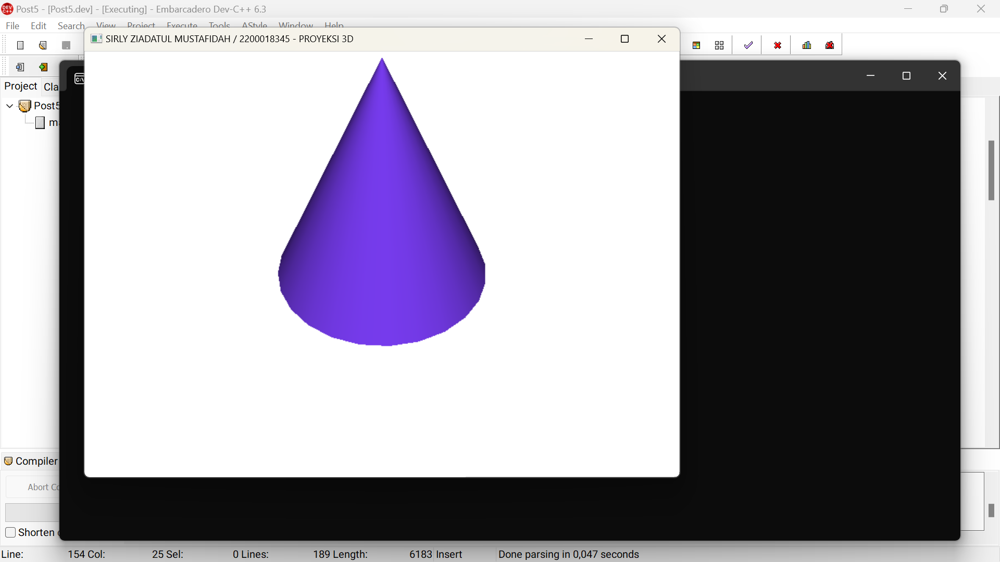 Post5 - [Post5.dev] - [Executing] - Embarcadero Dev-C++ 6.3
File Edit Search View Project Execute Tools AStyle Window Help
SIRLY ZIADATUL MUSTAFIDAH / 2200018345 - PROYEKSI 3D
Project Cla
Post5
ma
Compiler
Abort Co
Shorten
Line: 154 Col: 25 Sel: 0 Lines: 189 Length: 6183 Insert Done parsing in 0,047 seconds